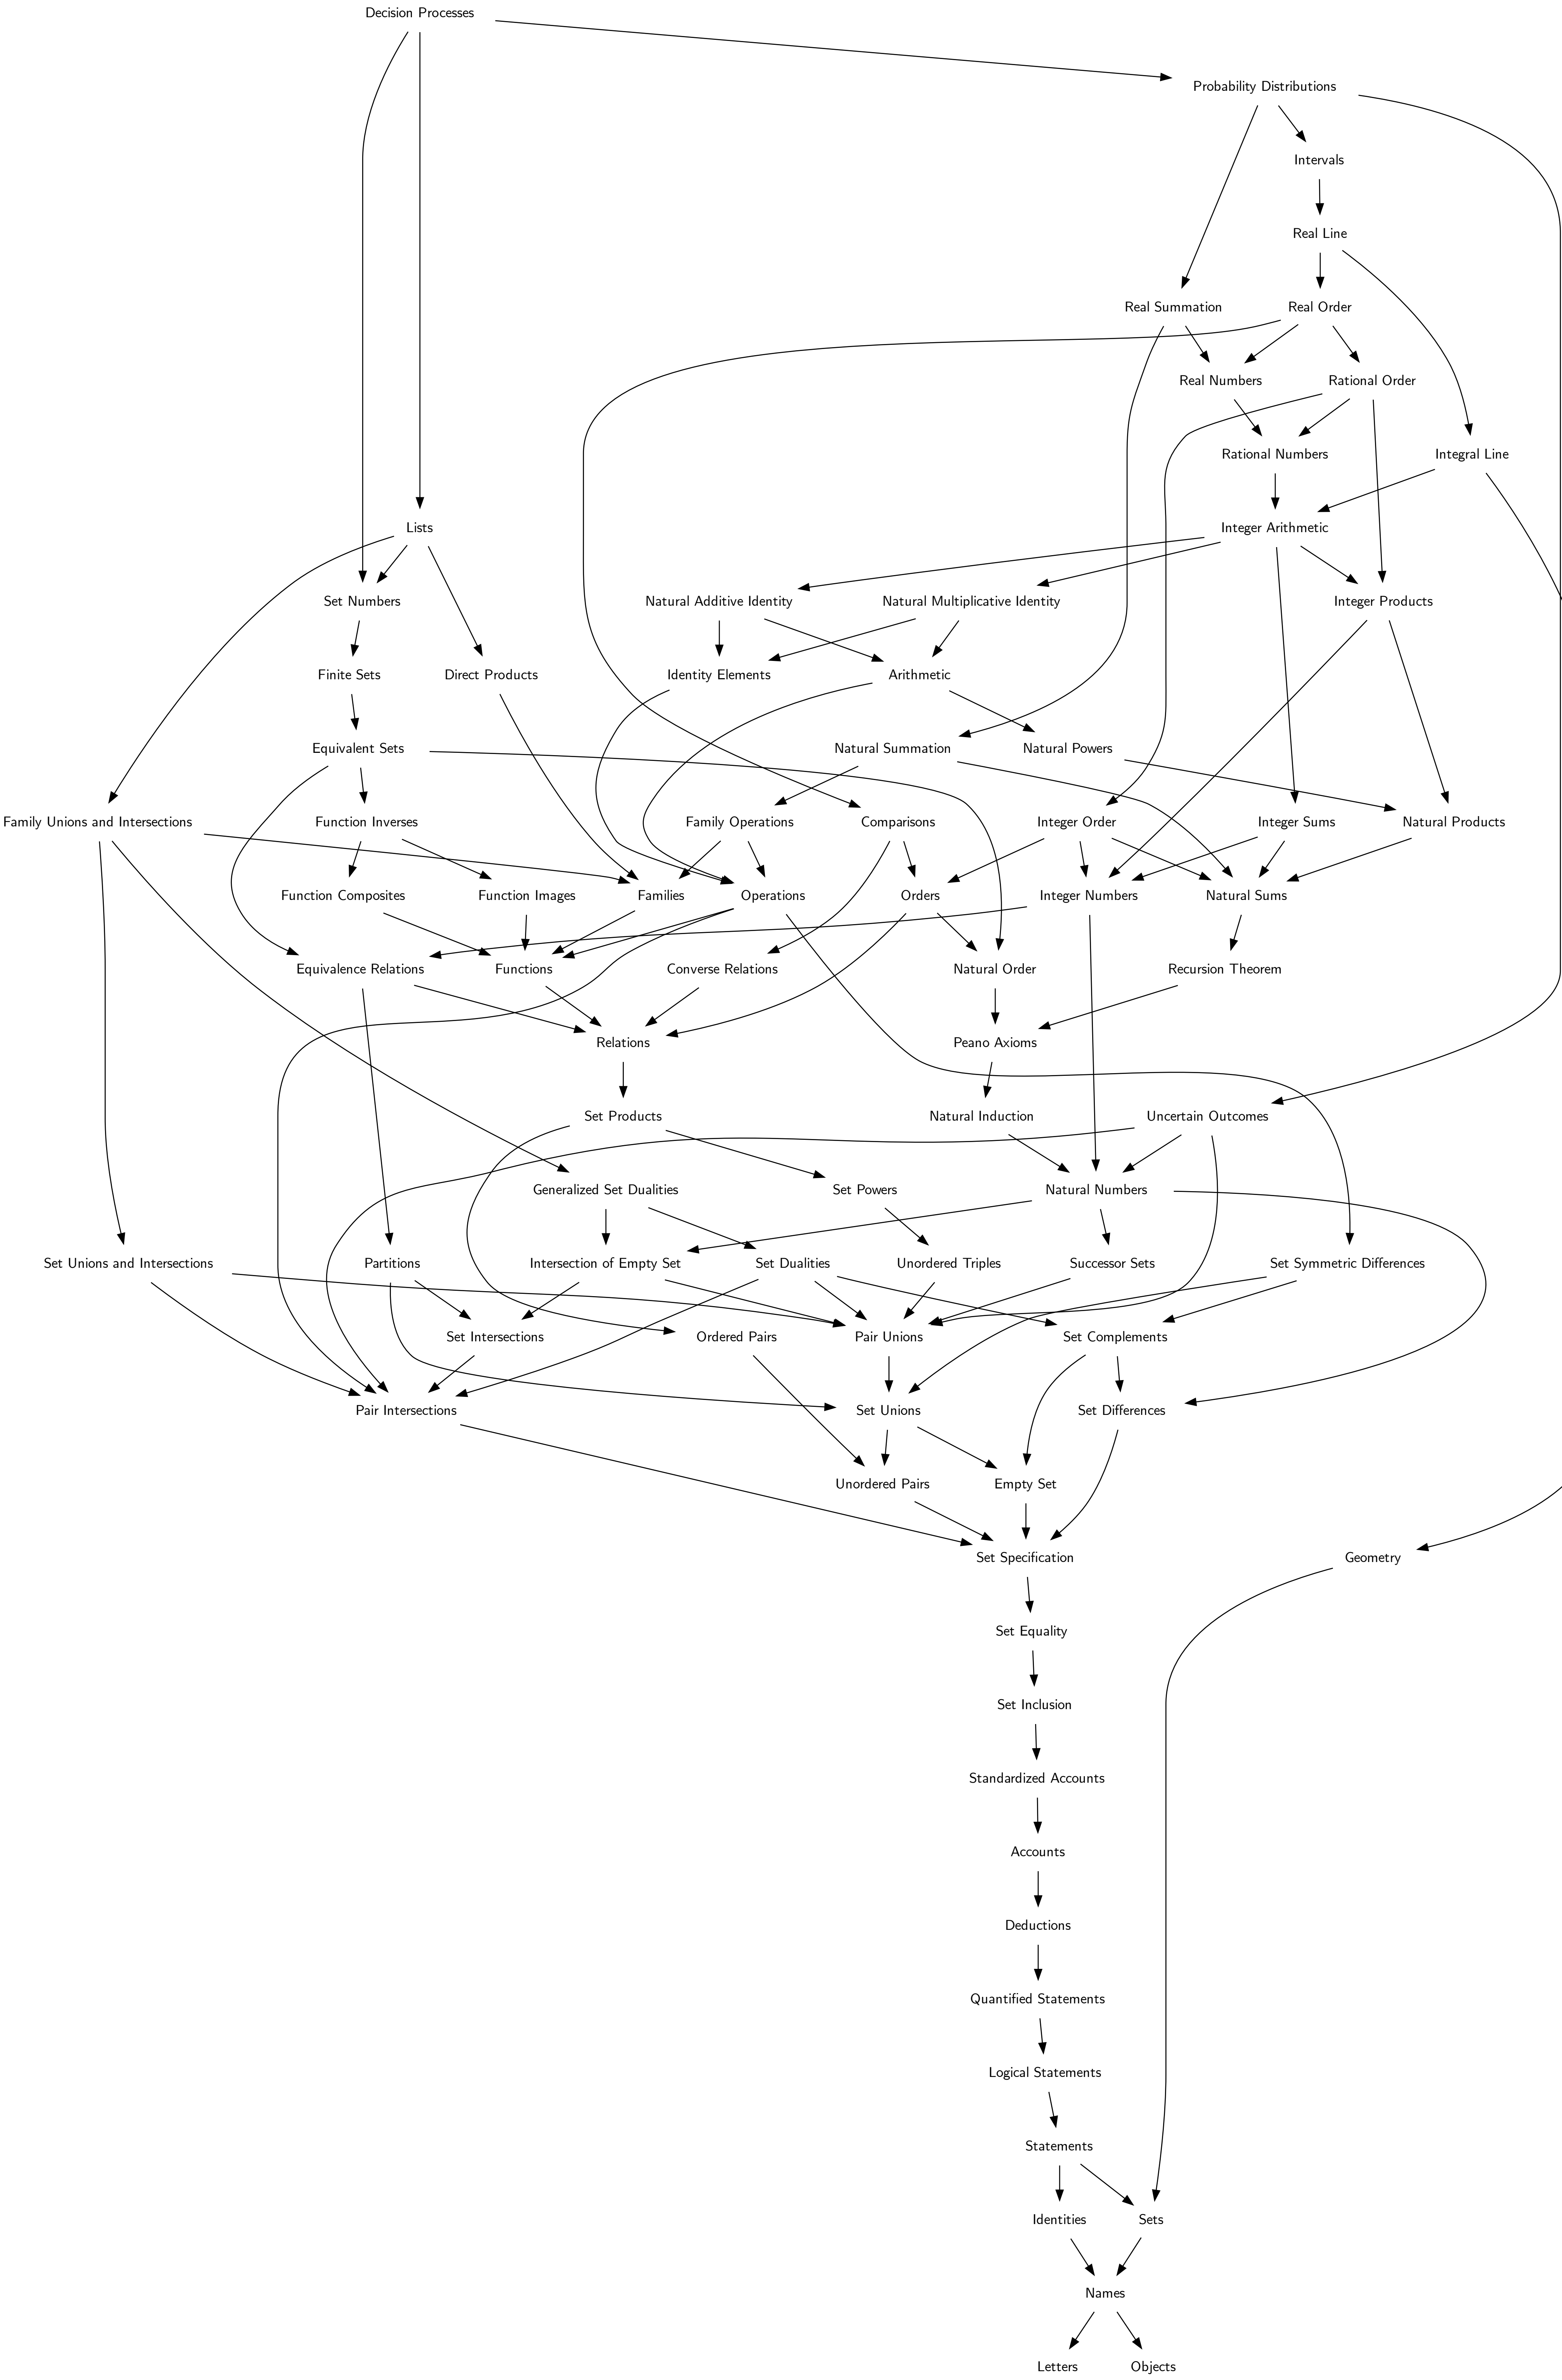 Decision Processes
Probability Distributions
Intervals
Real Line
Real Summation
Real Order
Real Numbers
Rational Order
Rational Numbers
Integral Line
Lists
Integer Arithmetic
Set Numbers
Natural Additive Identity
Natural Multiplicative Identity
Integer Products
Finite Sets
Direct Products
Identity Elements
Arithmetic
Equivalent Sets
Natural Summation
Natural Powers
Family Unions and Intersections
Function Inverses
Family Operations
Comparisons
Integer Order
Integer Sums
Natural Products
Function Composites
Function Images
Families
Operations
Orders
Integer Numbers
Natural Sums
Equivalence Relations
Functions
Converse Relations
Natural Order
Recursion Theorem
Relations
Peano Axioms
Set Products
Natural Induction
Uncertain Outcomes
Generalized Set Dualities
Set Powers
Natural Numbers
Set Unions and Intersections
Partitions
Intersection of Empty Set
Set Dualities
Unordered Triples
Successor Sets
Set Symmetric Differences
Set Intersections
Ordered Pairs
Pair Unions
Set Complements
Pair Intersections
Set Unions
Set Differences
Unordered Pairs
Empty Set
Set Specification
Geometry
Set Equality
Set Inclusion
Standardized Accounts
Accounts
Deductions
Quantified Statements
Logical Statements
Statements
Identities
Sets
Names
Letters
Objects